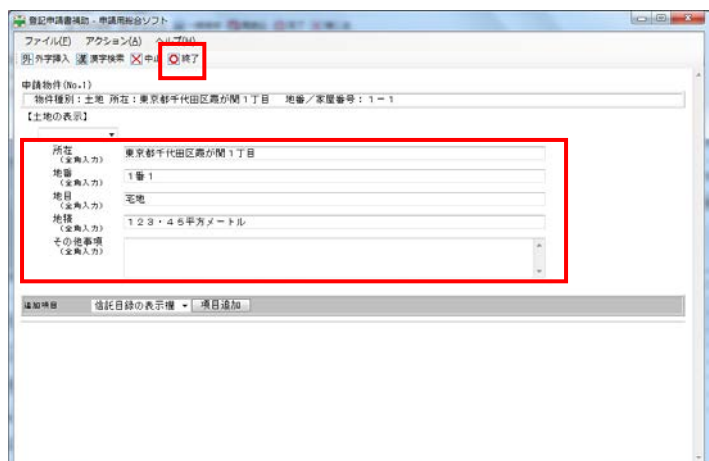 登記申請書補助 - 申請用総合ソフト
ファイル(F) アクション(A) ヘルプ(H)
外字挿入 漢字検索 中止 終了
申請物件(No.1)
物件種別:土地 所在:東京都千代田区霞が関1丁目 地番/家屋番号:1-1
【土地の表示】
所在
(全角入力)
東京都千代田区霞が関1丁目
地番
(全角入力)
1番1
地目
(全角入力)
宅地
地積
(全角入力)
123・45平方メートル
その他事項
(全角入力)
追加項目 信託目録の表示欄 項目追加